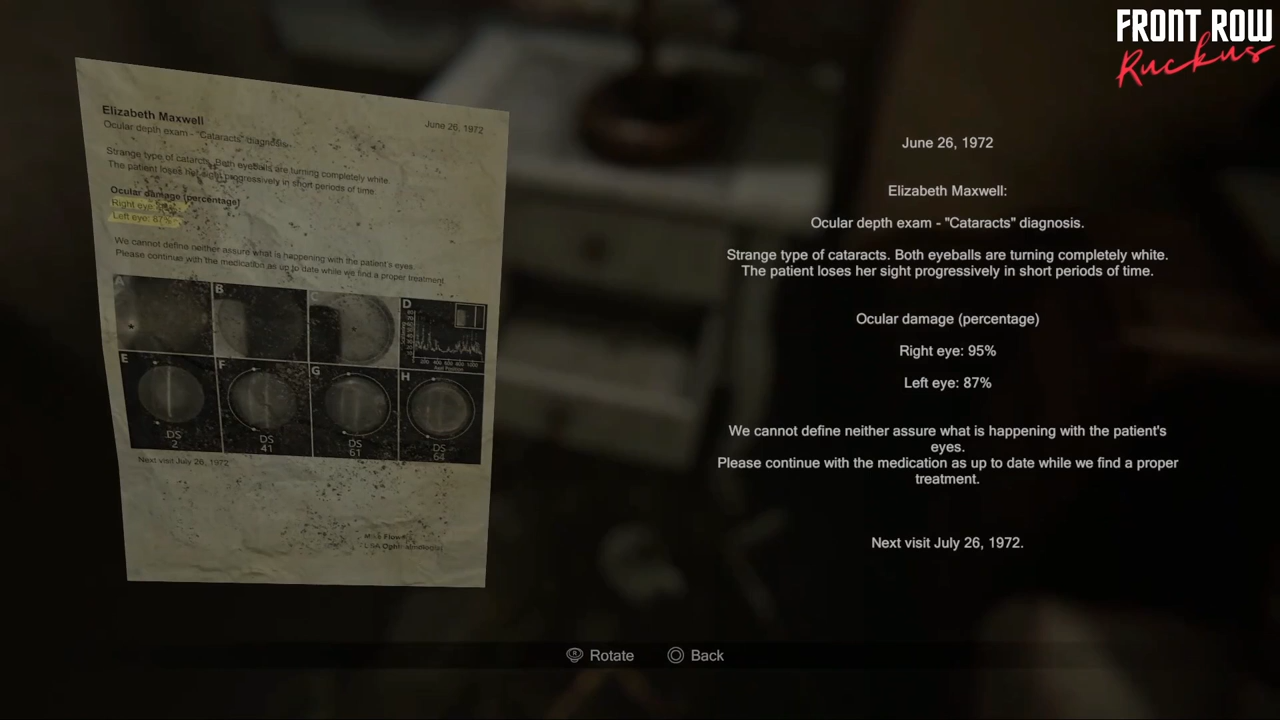 FRONT ROW
Ruckus
Elizabeth Maxwell
June 26, 1972
Ocular depth exam - "Cataracts" diagnosis.
Strange type of catarcts. Both eyeballs are turning completely white.
The patient loses her sight progressively in short periods of time.
Ocular damage (percentage)
Right eye:
Left eye: 87%
We cannot define neither assure what is happening with the patient's eyes.
Please continue with the medication as up to date while we find a proper treatment.
A
B
C
D
E
F
G
H
DS
2
DS
41
DS
61
DS
64
Next visit July 26, 1972
June 26, 1972
Elizabeth Maxwell:
Ocular depth exam - "Cataracts" diagnosis.
Strange type of cataracts. Both eyeballs are turning completely white.
The patient loses her sight progressively in short periods of time.
Ocular damage (percentage)
Right eye: 95%
Left eye: 87%
We cannot define neither assure what is happening with the patient's
eyes.
Please continue with the medication as up to date while we find a proper
treatment.
Next visit July 26, 1972.
R Rotate
Back